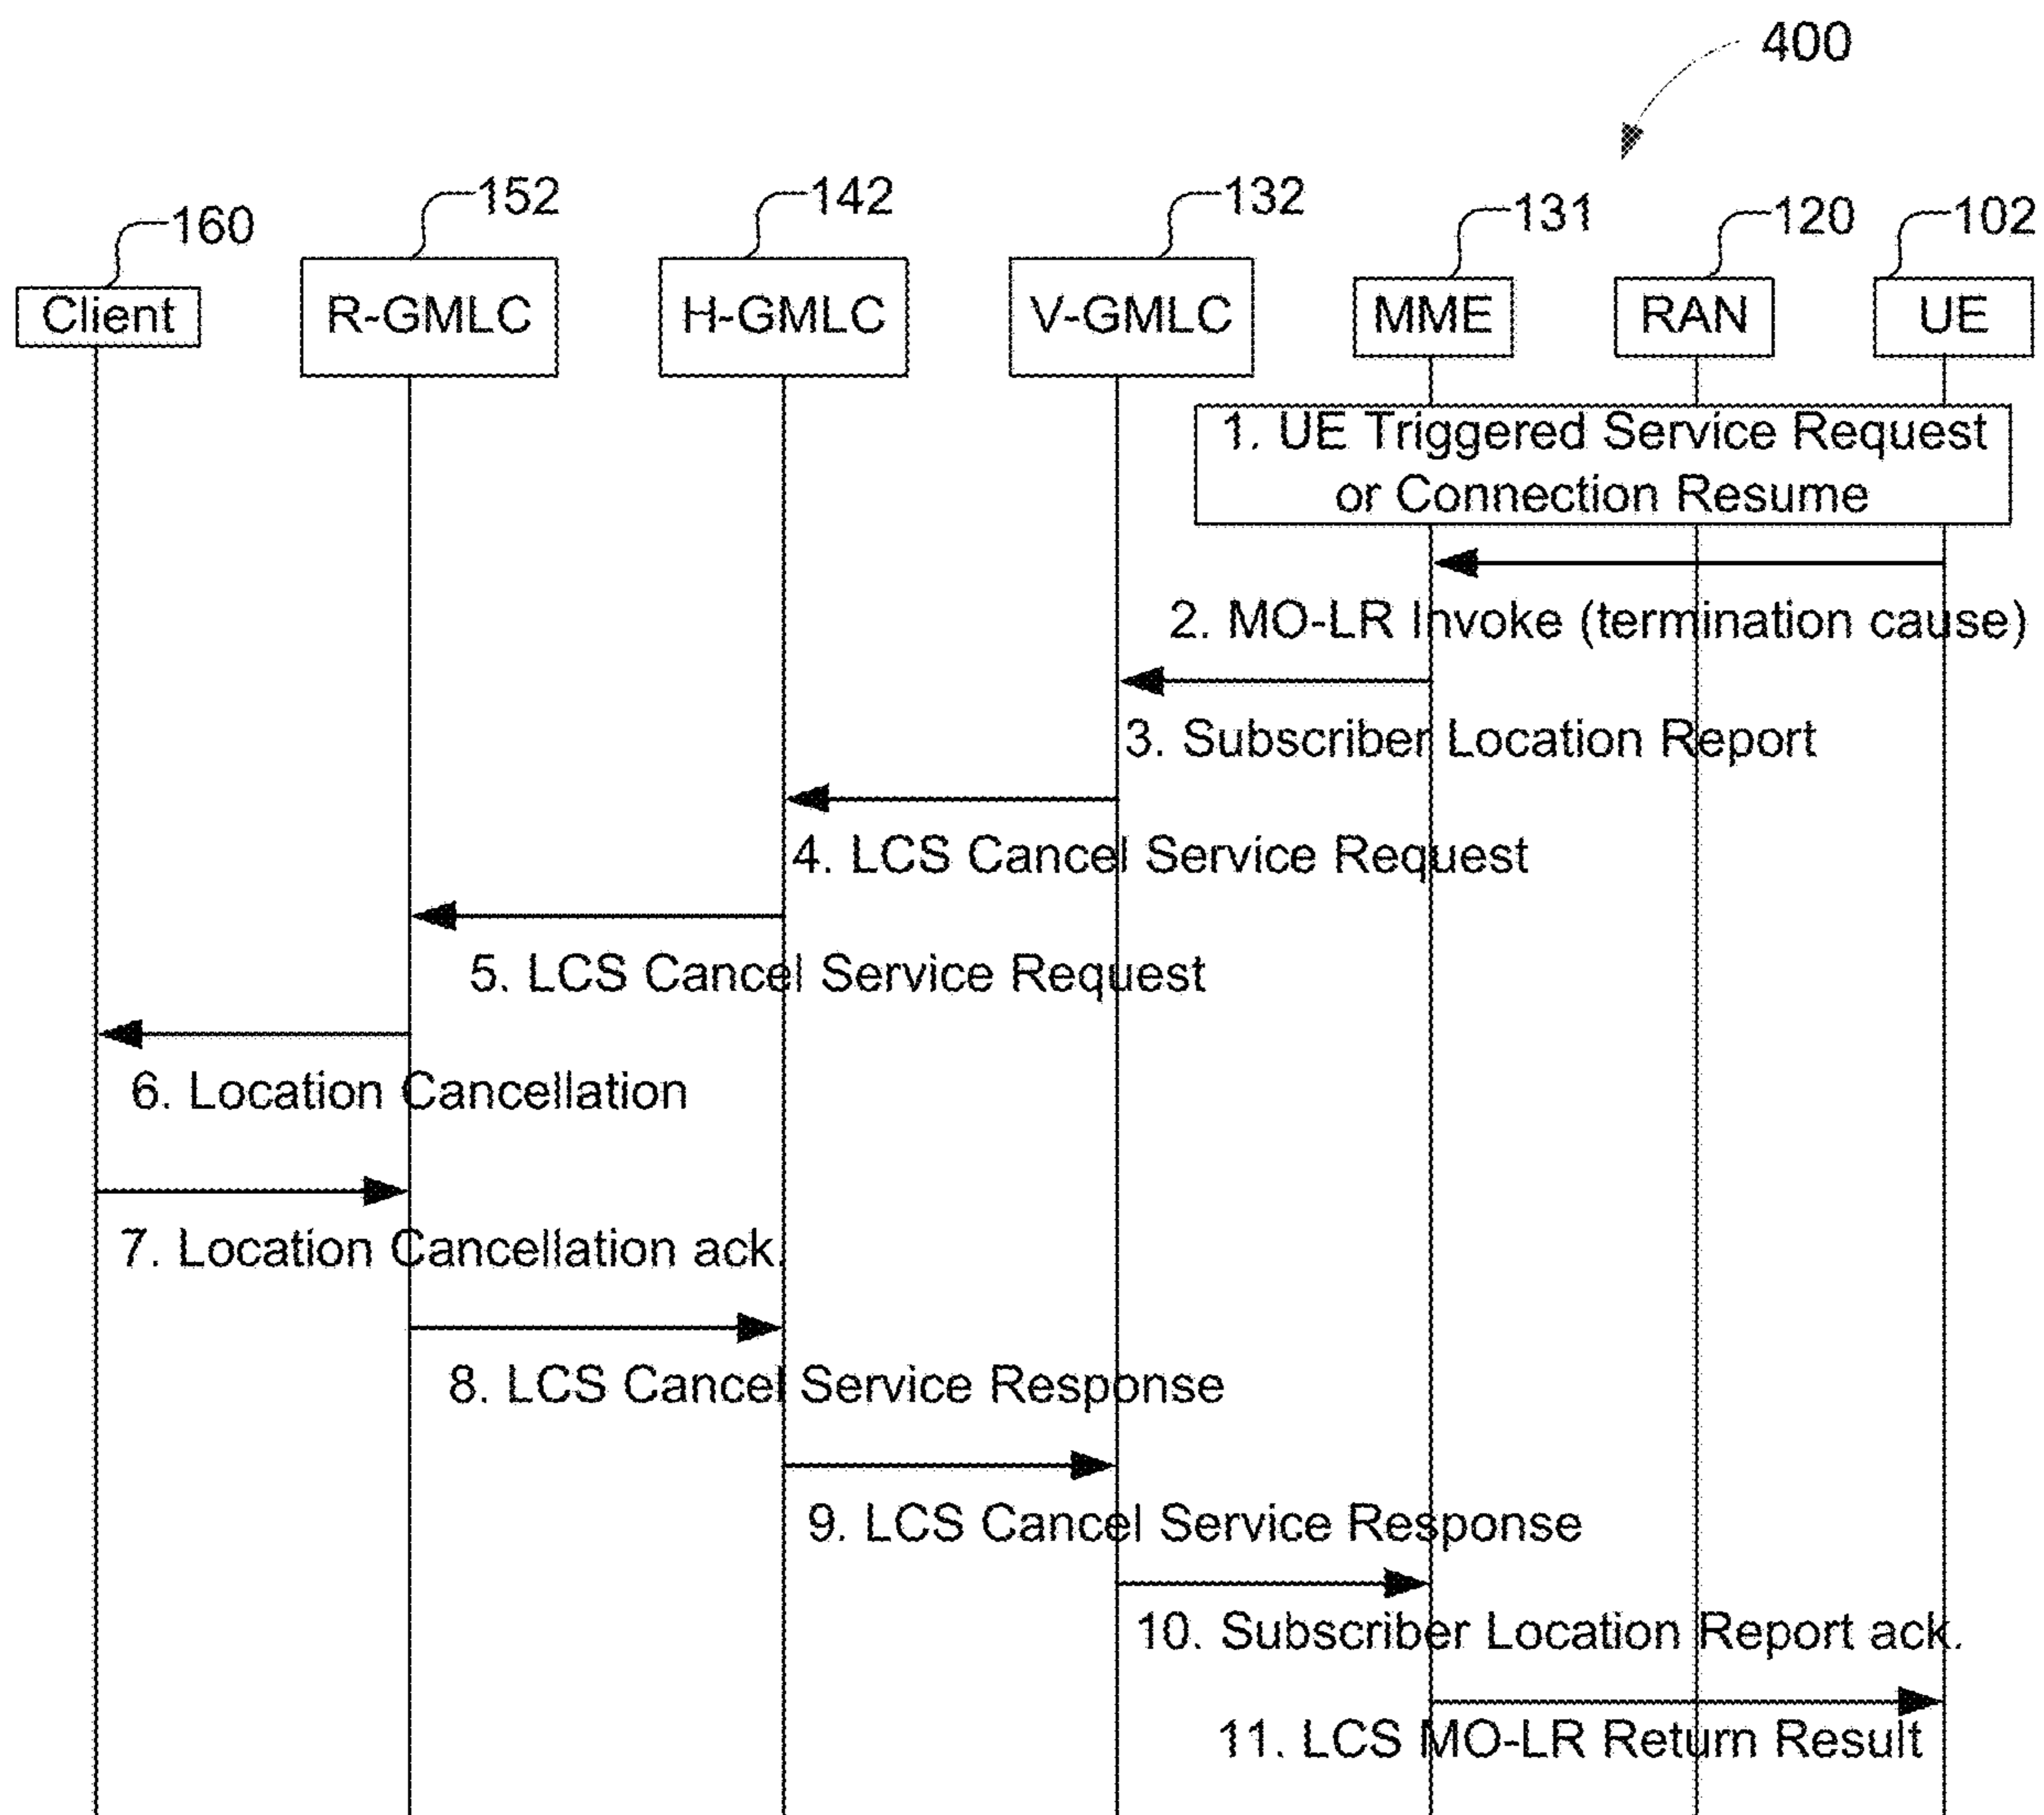 400
160
152
142
132
131
120
102
Client
R-GMLC
H-GMLC
V-GMLC
MME
RAN
UE
1. UE Triggered Service Request
or Connection Resume
2. MO-LR Invoke (termination cause)
3. Subscriber Location Report
4. LCS Cancel Service Request
5. LCS Cancel Service Request
6. Location Cancellation
7. Location Cancellation ack.
8. LCS Cancel Service Response
9. LCS Cancel Service Response
10. Subscriber Location Report ack.
11. LCS MO-LR Return Result